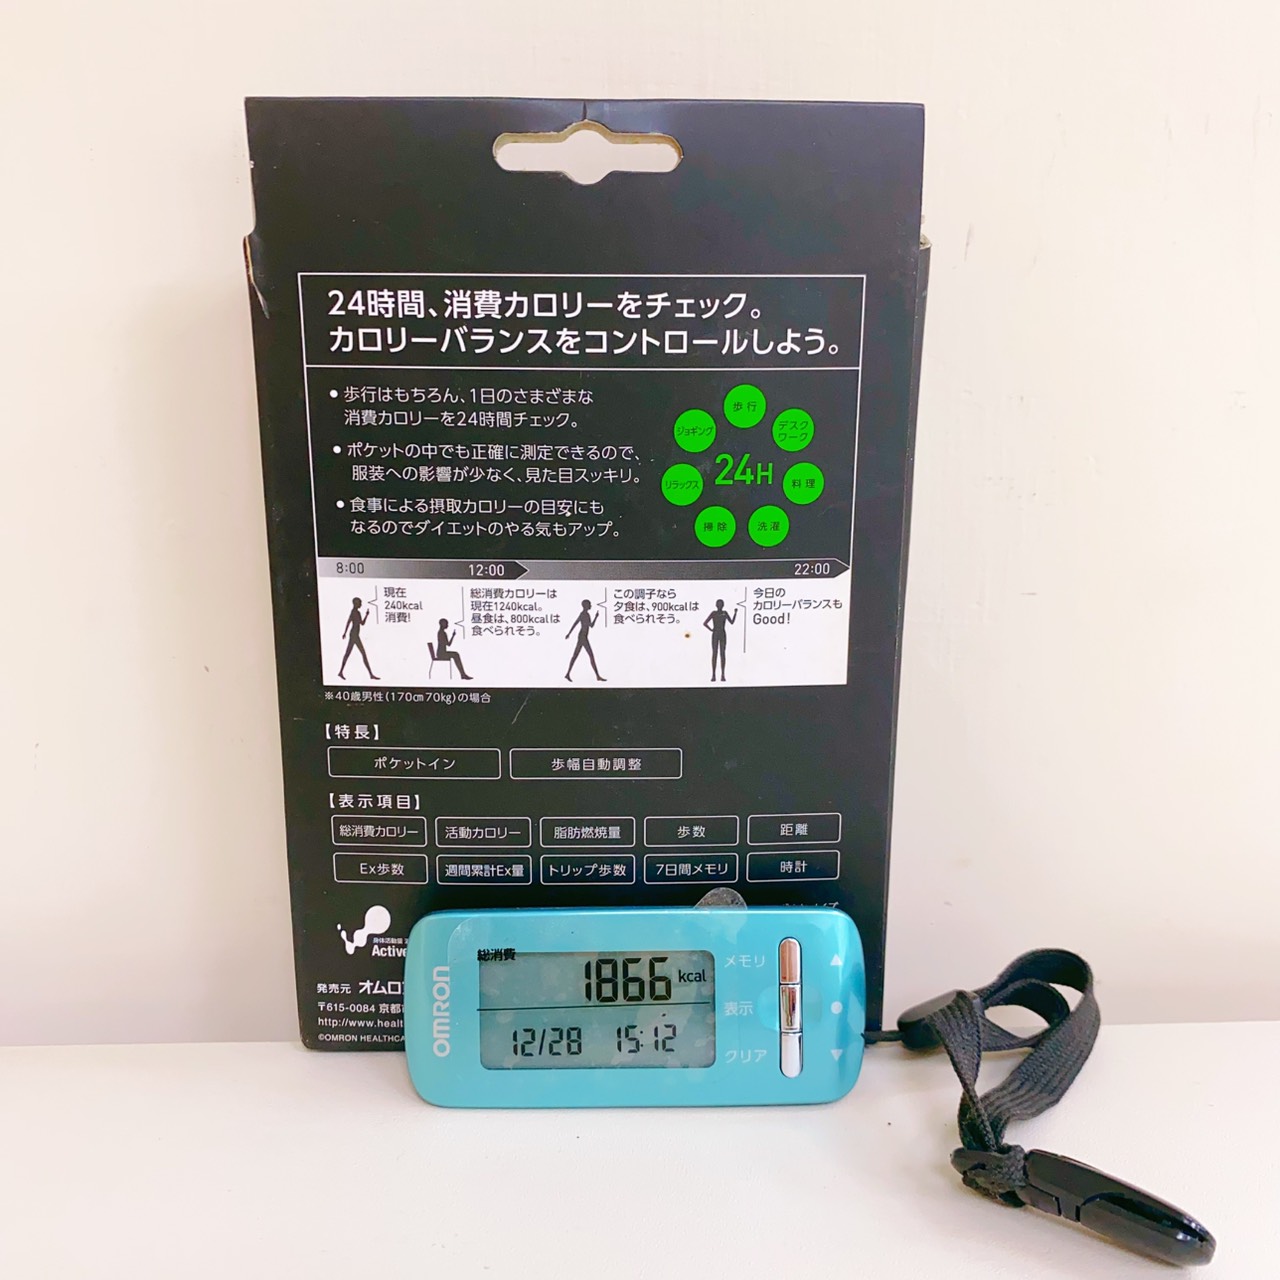 24時間、消費カロリーをチェック。
カロリーバランスをコントロールしよう。
● 歩行はもちろん、1日のさまざまな
消費カロリーを24時間チェック。
● ポケットの中でも正確に測定できるので、
服装への影響が少なく、見た目スッキリ。
● 食事による摂取カロリーの目安にも
なるのでダイエットのやる気もアップ。
歩行
デスク
ワーク
料理
洗濯
掃除
リラックス
ジョギング
24H
8:00
12:00
22:00
現在
240kcal
消費!
総消費カロリーは
現在1240kcal。
昼食は、800kcalは
食べられそう。
この調子なら
夕食は、900kcalは
食べられそう。
今日の
カロリーバランスも
Good!
※40歳男性(170cm70kg)の場合
【特長】
ポケットイン
歩幅自動調整
【表示項目】
総消費カロリー
活動カロリー
脂肪燃焼量
歩数
距離
Ex歩数
週間累計Ex量
トリップ歩数
7日間メモリ
時計
身体活動量
Active
発売元 オムロ
〒615-0084 京都
http://www.heal
©OMRON HEALTHCA
OMRON
総消費
1866 kcal
12/28 15:12
メモリ ▲
表示 ●
クリア ▼